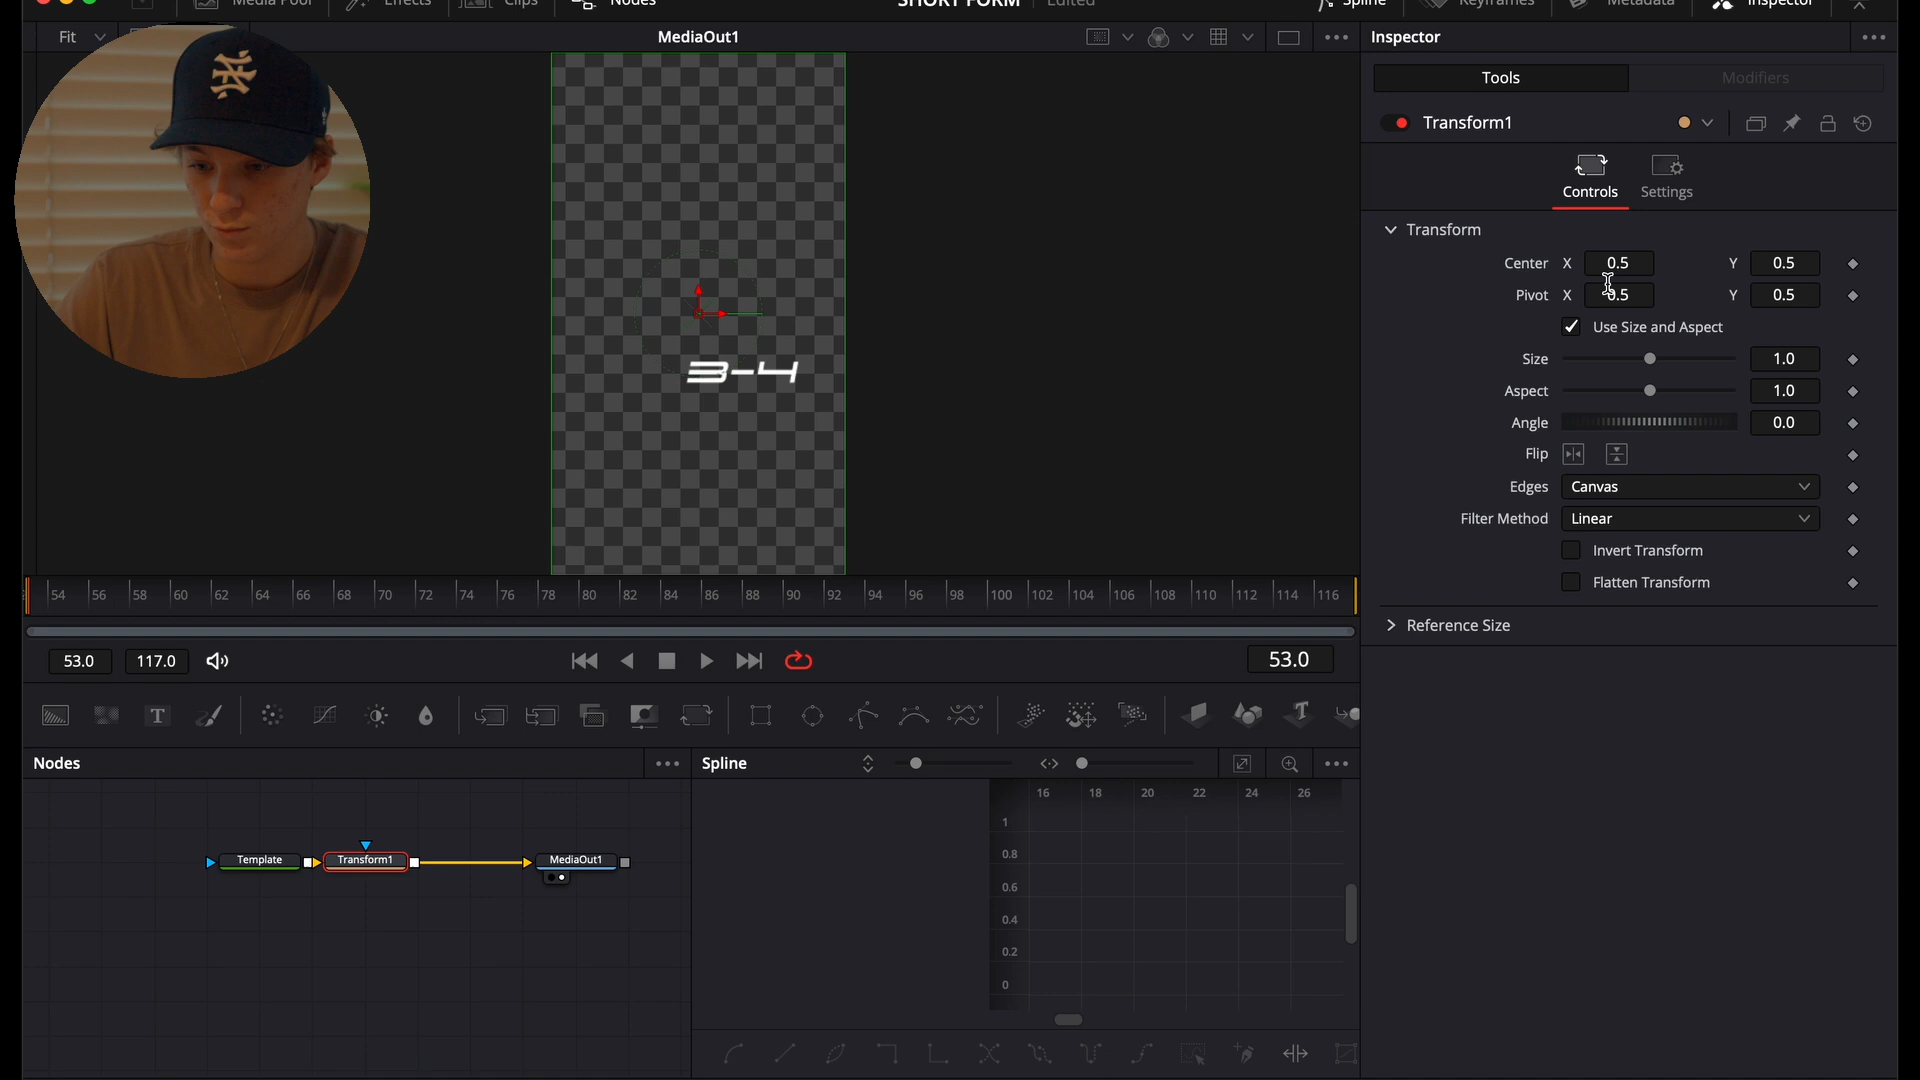 Media Pool
Effects
Clips
Nodes
SHORT FORM
Edited
Spline
Keyframes
Metadata
Inspector
Fit
MediaOut1
Inspector
Tools
Modifiers
Transform1
Controls
Settings
Transform
Center X 0.5 Y 0.5
Pivot X 0.5 Y 0.5
Use Size and Aspect
Size 1.0
Aspect 1.0
Angle 0.0
Flip
Edges Canvas
Filter Method Linear
Invert Transform
Flatten Transform
Reference Size
3-4
54 56 58 60 62 64 66 68 70 72 74 76 78 80 82 84 86 88 90 92 94 96 98 100 102 104 106 108 110 112 114 116
53.0 117.0 53.0
Nodes
Template Transform1 MediaOut1
Spline
16 18 20 22 24 26
1
0.8
0.6
0.4
0.2
0